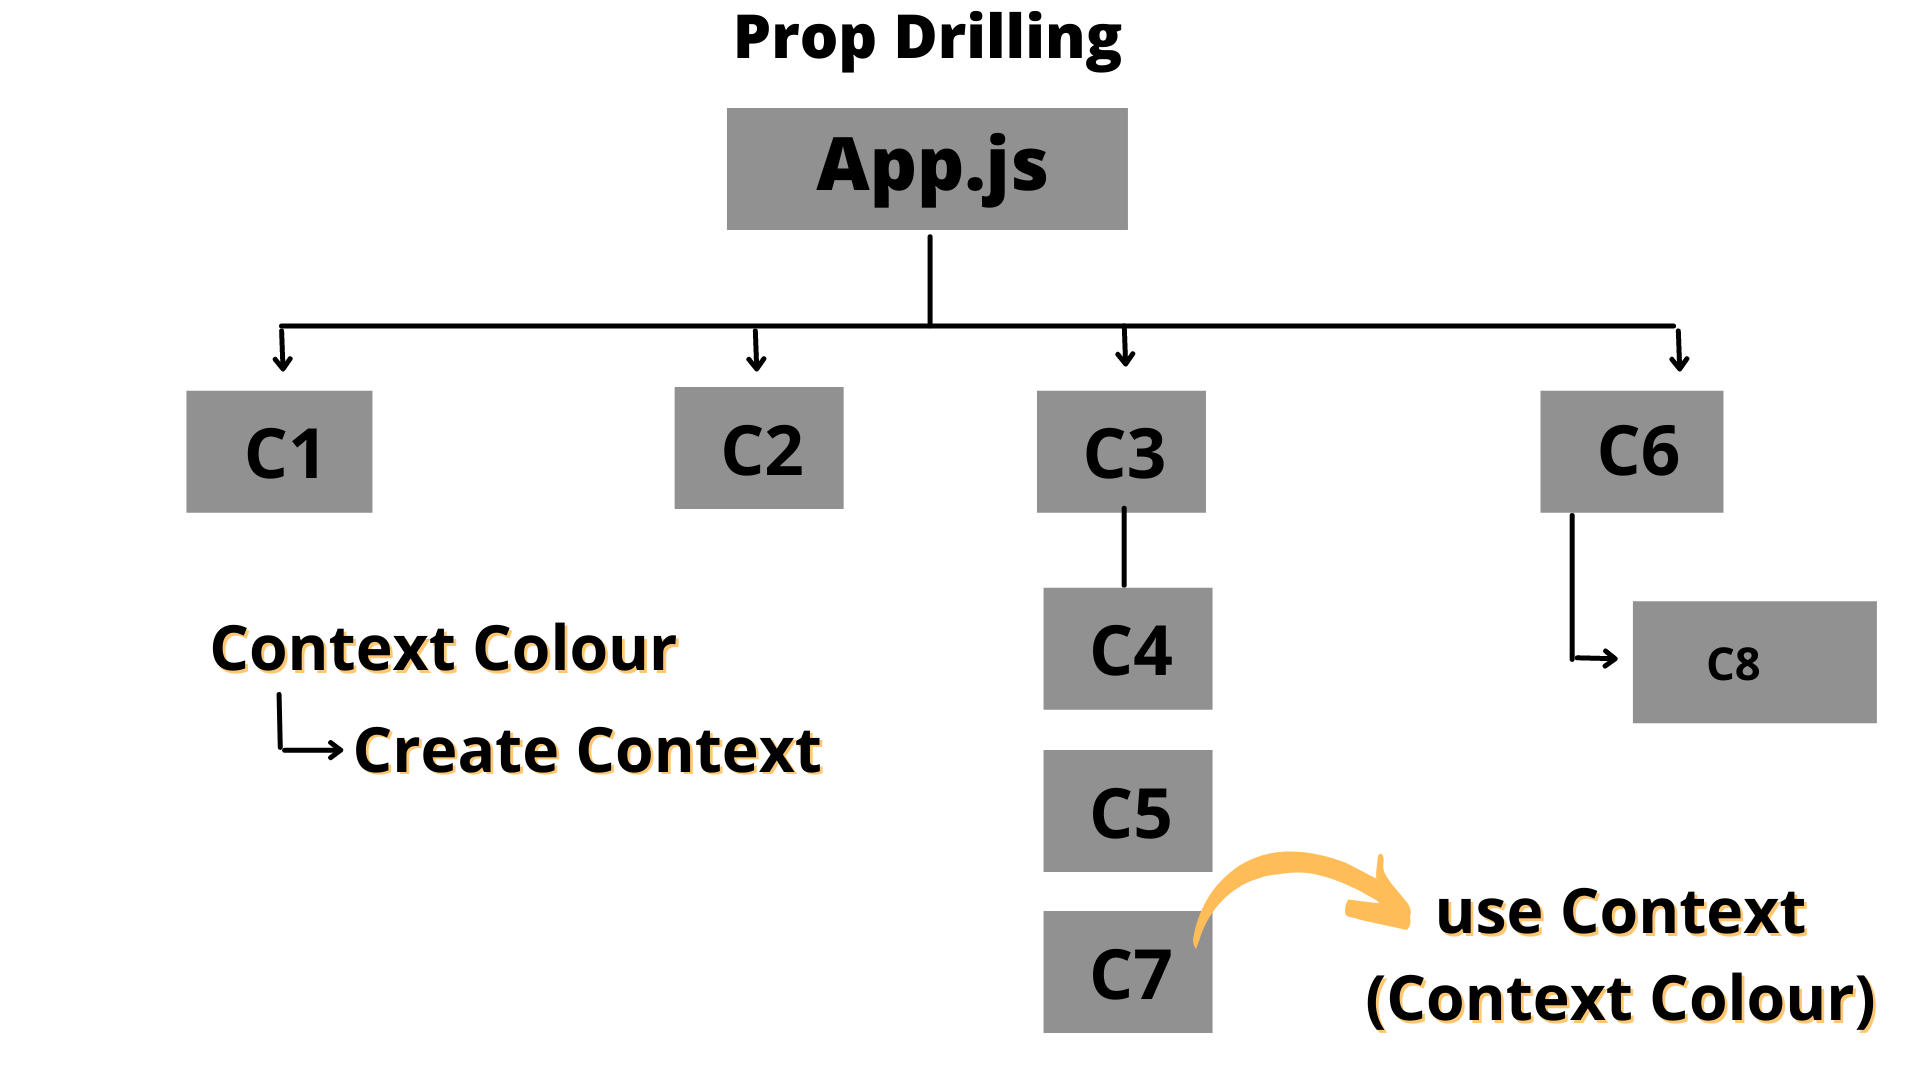 Prop Drilling
App.js
C1
C2
C3
C6
Context Colour
Create Context
C4
C8
C5
C7
use Context
(Context Colour)